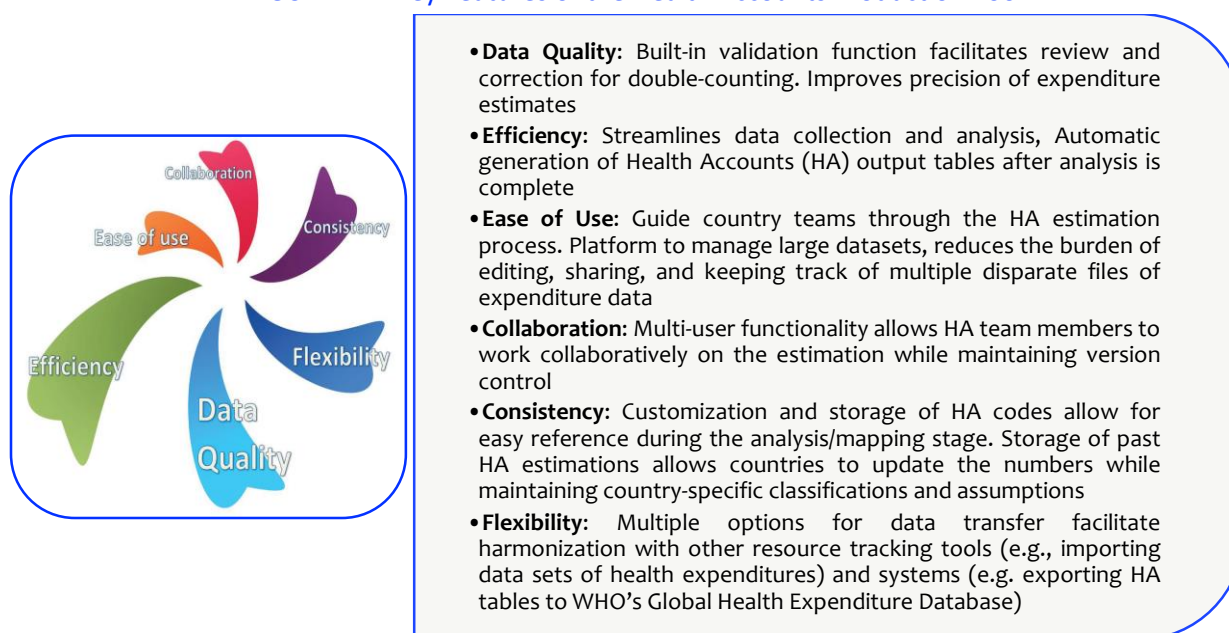 Collaboration
Consistency
Ease of use
Flexibility
Efficiency
Data
Quality
•Data Quality: Built-in validation function facilitates review and
correction for double-counting. Improves precision of expenditure
estimates
•Efficiency: Streamlines data collection and analysis, Automatic
generation of Health Accounts (HA) output tables after analysis is
complete
•Ease of Use: Guide country teams through the HA estimation
process. Platform to manage large datasets, reduces the burden of
editing, sharing, and keeping track of multiple disparate files of
expenditure data
•Collaboration: Multi-user functionality allows HA team members to
work collaboratively on the estimation while maintaining version
control
•Consistency: Customization and storage of HA codes allow for
easy reference during the analysis/mapping stage. Storage of past
HA estimations allows countries to update the numbers while
maintaining country-specific classifications and assumptions
•Flexibility: Multiple options for data transfer facilitate
harmonization with other resource tracking tools (e.g., importing
data sets of health expenditures) and systems (e.g. exporting HA
tables to WHO's Global Health Expenditure Database)